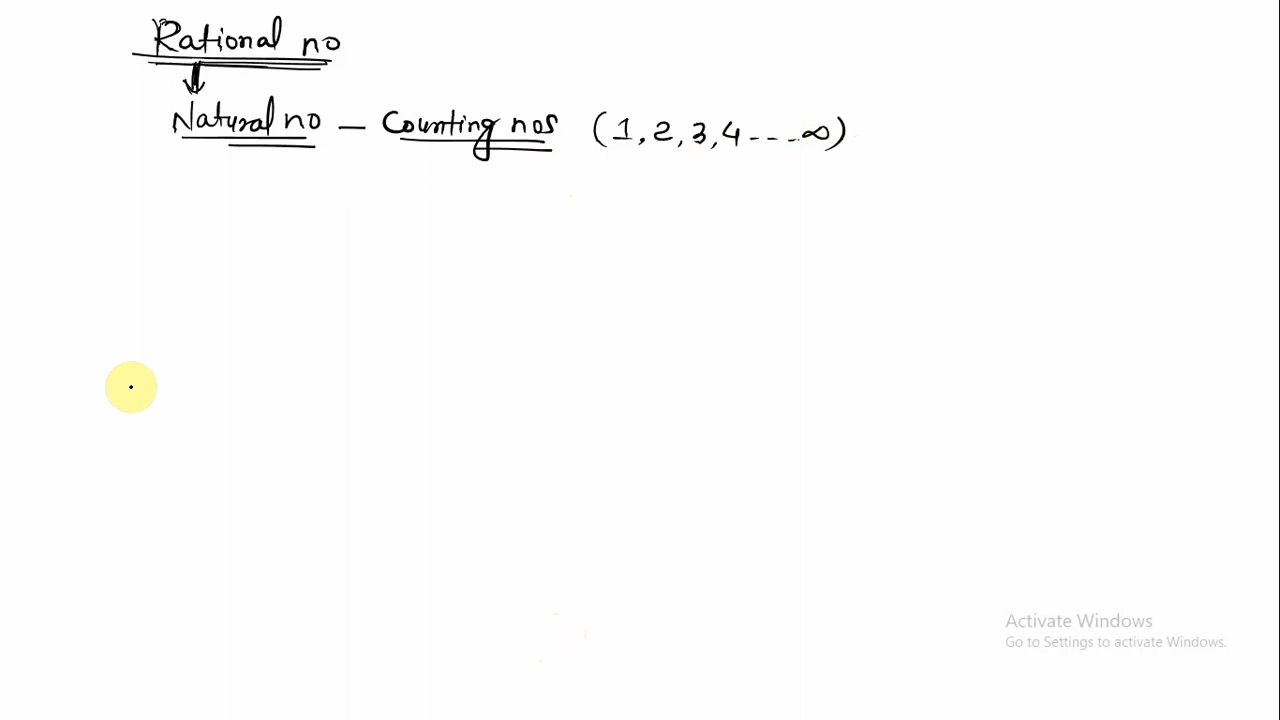 Rational no
Natural no – Counting nos (1, 2, 3, 4 --- ∞)
Activate Windows
Go to Settings to activate Windows.